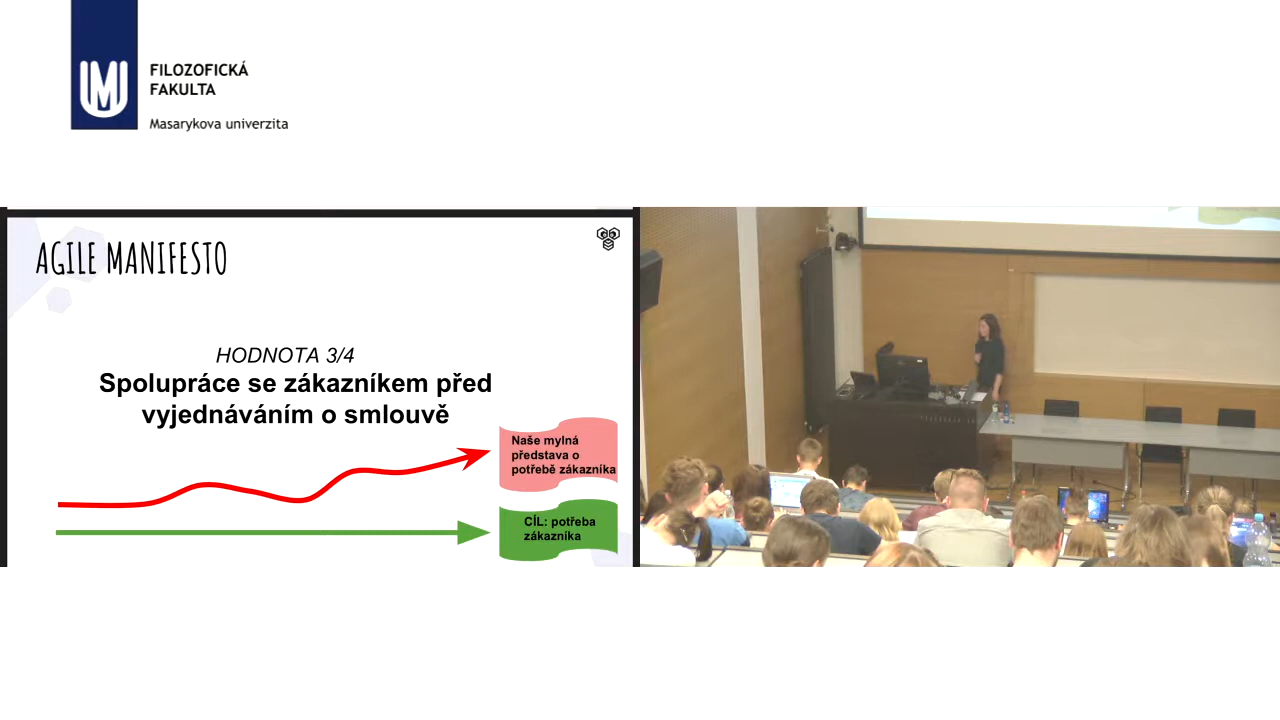 FILOZOFICKÁ
FAKULTA
Masarykova univerzita
AGILE MANIFESTO
HODNOTA 3/4
Spolupráce se zákazníkem před
vyjednáváním o smlouvě
Naše mylná
představa o
potřebě zákazníka
CÍL: potřeba
zákazníka